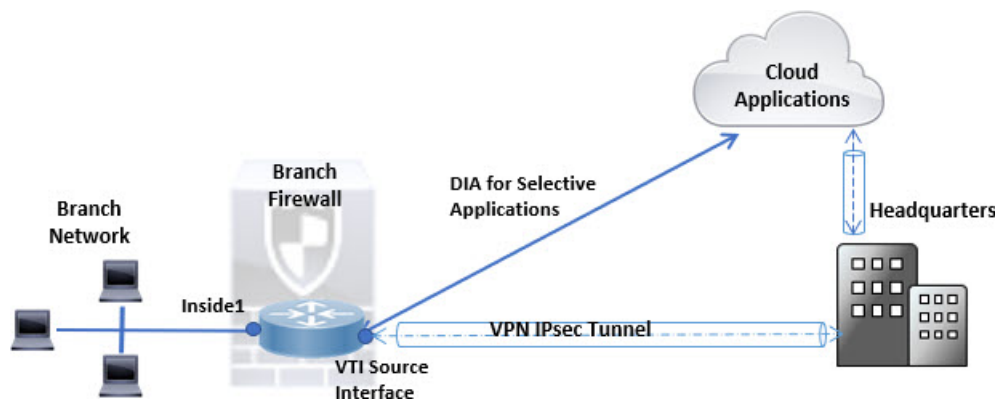 Cloud
Applications
Branch
Firewall
DIA for Selective
Applications
Branch
Network
Headquarters
Inside1
VPN IPsec Tunnel
VTI Source
Interface